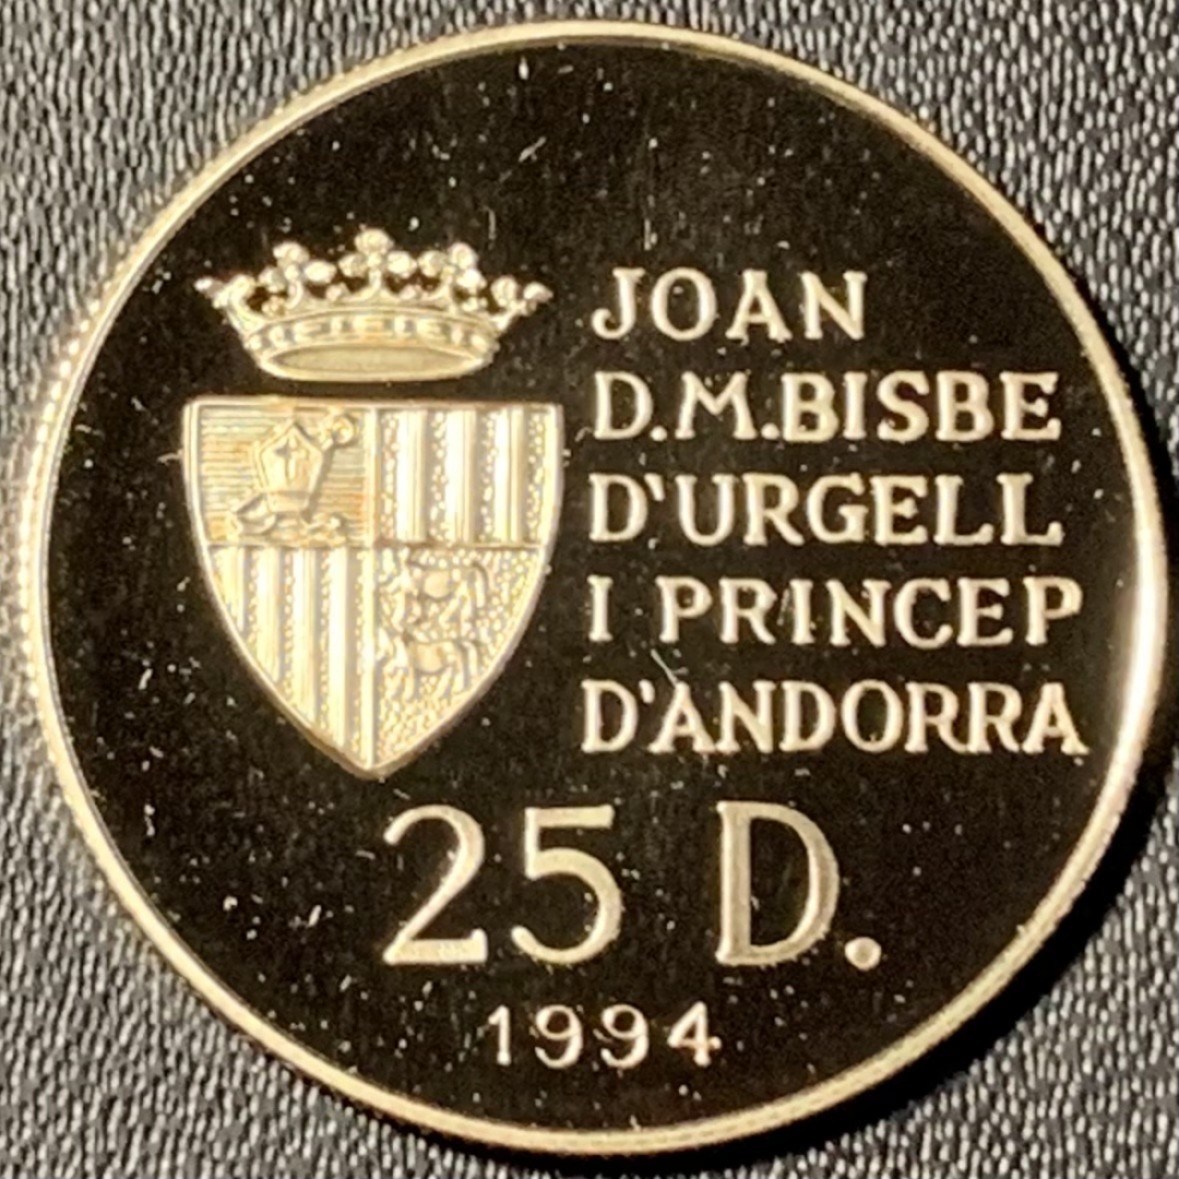 JOAN
D.M.BISBE
D'URGELL
I PRINCEP
D'ANDORRA
25 D.
1994